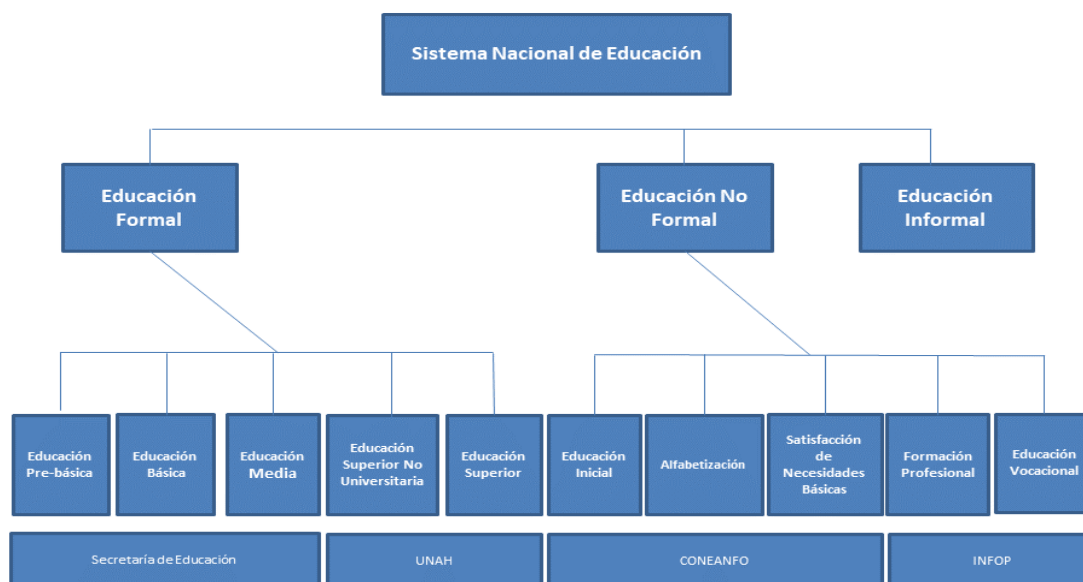 Sistema Nacional de Educación
Educación
Formal
Educación No
Formal
Educación
Informal
Educación
Pre-básica
Educación
Básica
Educación
Media
Educación
Superior No
Universitaria
Educación
Superior
Educación
Inicial
Alfabetización
Satisfacción
de
Necesidades
Básicas
Formación
Profesional
Educación
Vocacional
Secretaría de Educación
UNAH
CONEANFO
INFOP